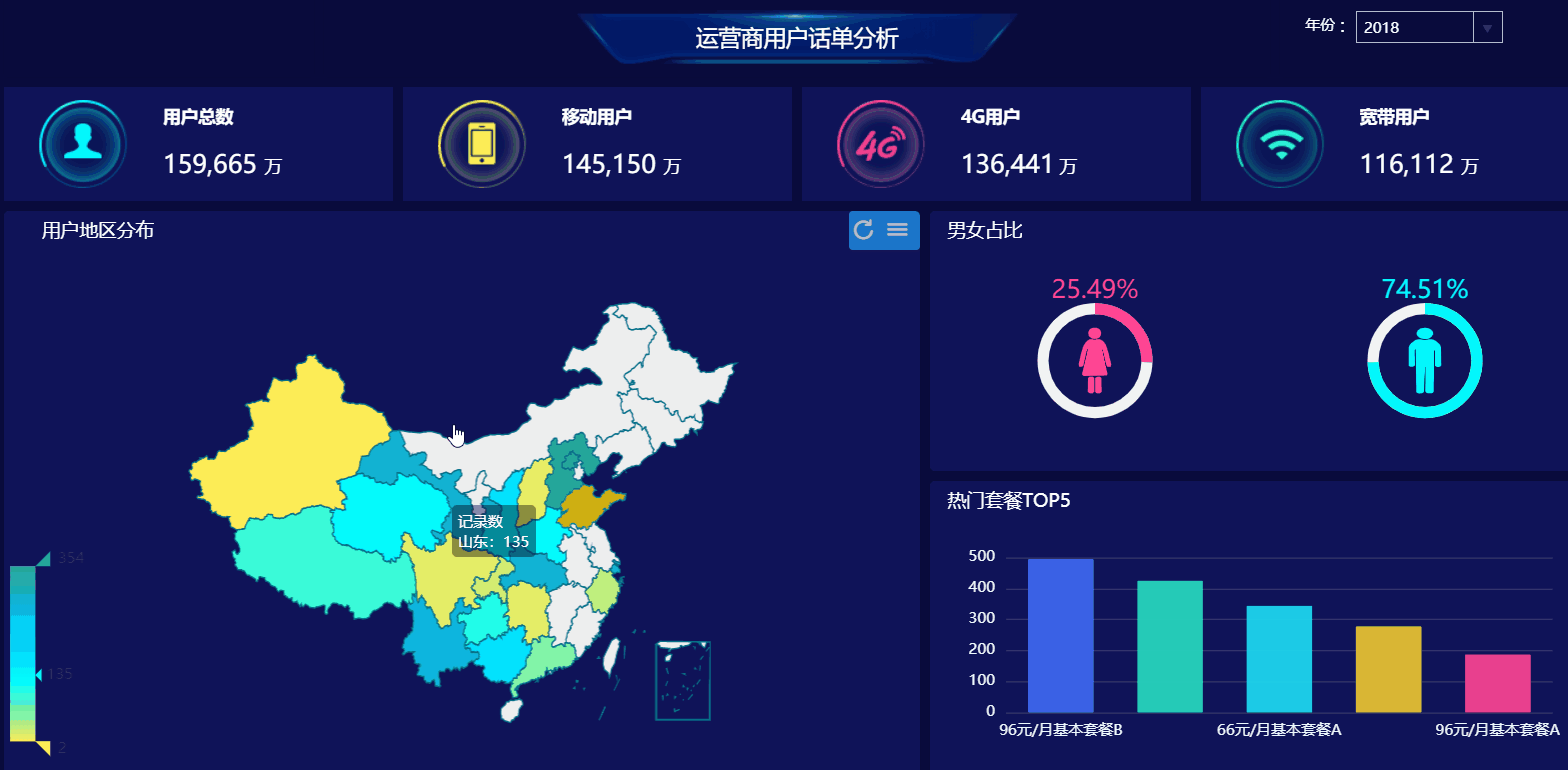 运营商用户话单分析
年份：
2018
用户总数
159,665 万
移动用户
145,150 万
4G
4G用户
136,441 万
宽带用户
116,112 万
用户地区分布
354
135
2
记录数
山东：135
男女占比
25.49%
74.51%
热门套餐TOP5
500
400
300
200
100
0
96元/月基本套餐B
66元/月基本套餐A
96元/月基本套餐A